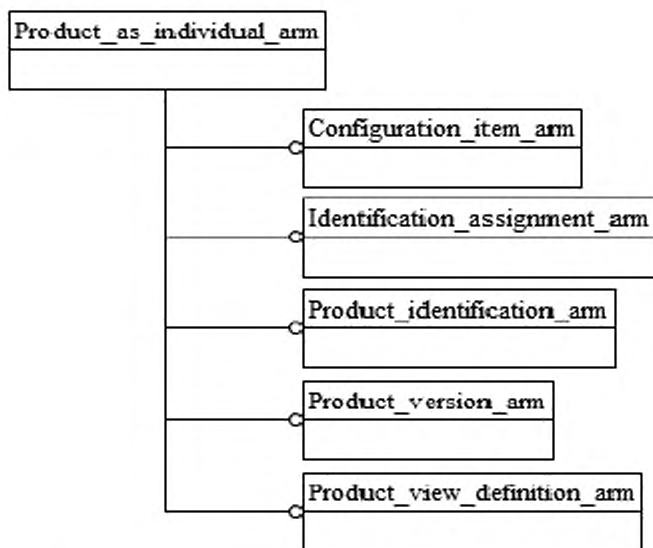 Product_as_individual_arm
Configuration_item_arm
Identification_assignment_arm
Product_identification_arm
Product_version_arm
Product_view_definition_arm